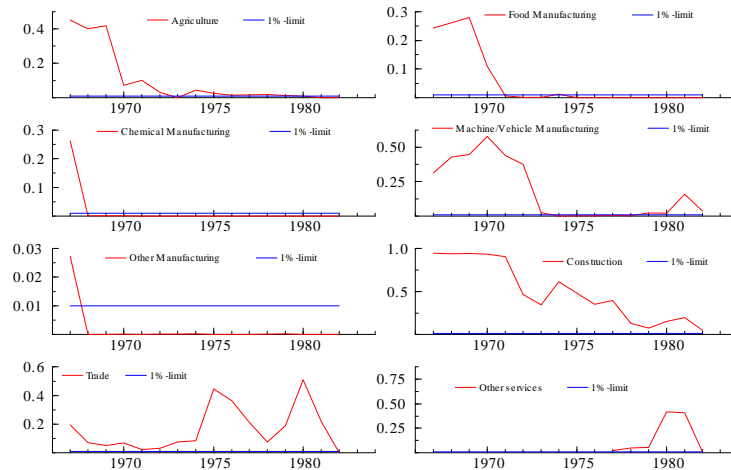 Agriculture 1% -limit
0.4
0.2
1970 1975 1980
Food Manufacturing 1% -limit
0.3
0.2
0.1
1970 1975 1980
Chemical Manufacturing 1% -limit
0.3
0.2
0.1
1970 1975 1980
Machine/Vehicle Manufacturing 1% -limit
0.50
0.25
1970 1975 1980
0.03
Other Manufacturing 1% -limit
0.02
0.01
1970 1975 1980
1.0
Construction 1% -limit
0.5
1970 1975 1980
0.6
Trade 1% -limit
0.4
0.2
1970 1975 1980
Other services 1% -limit
0.75
0.50
0.25
1970 1975 1980